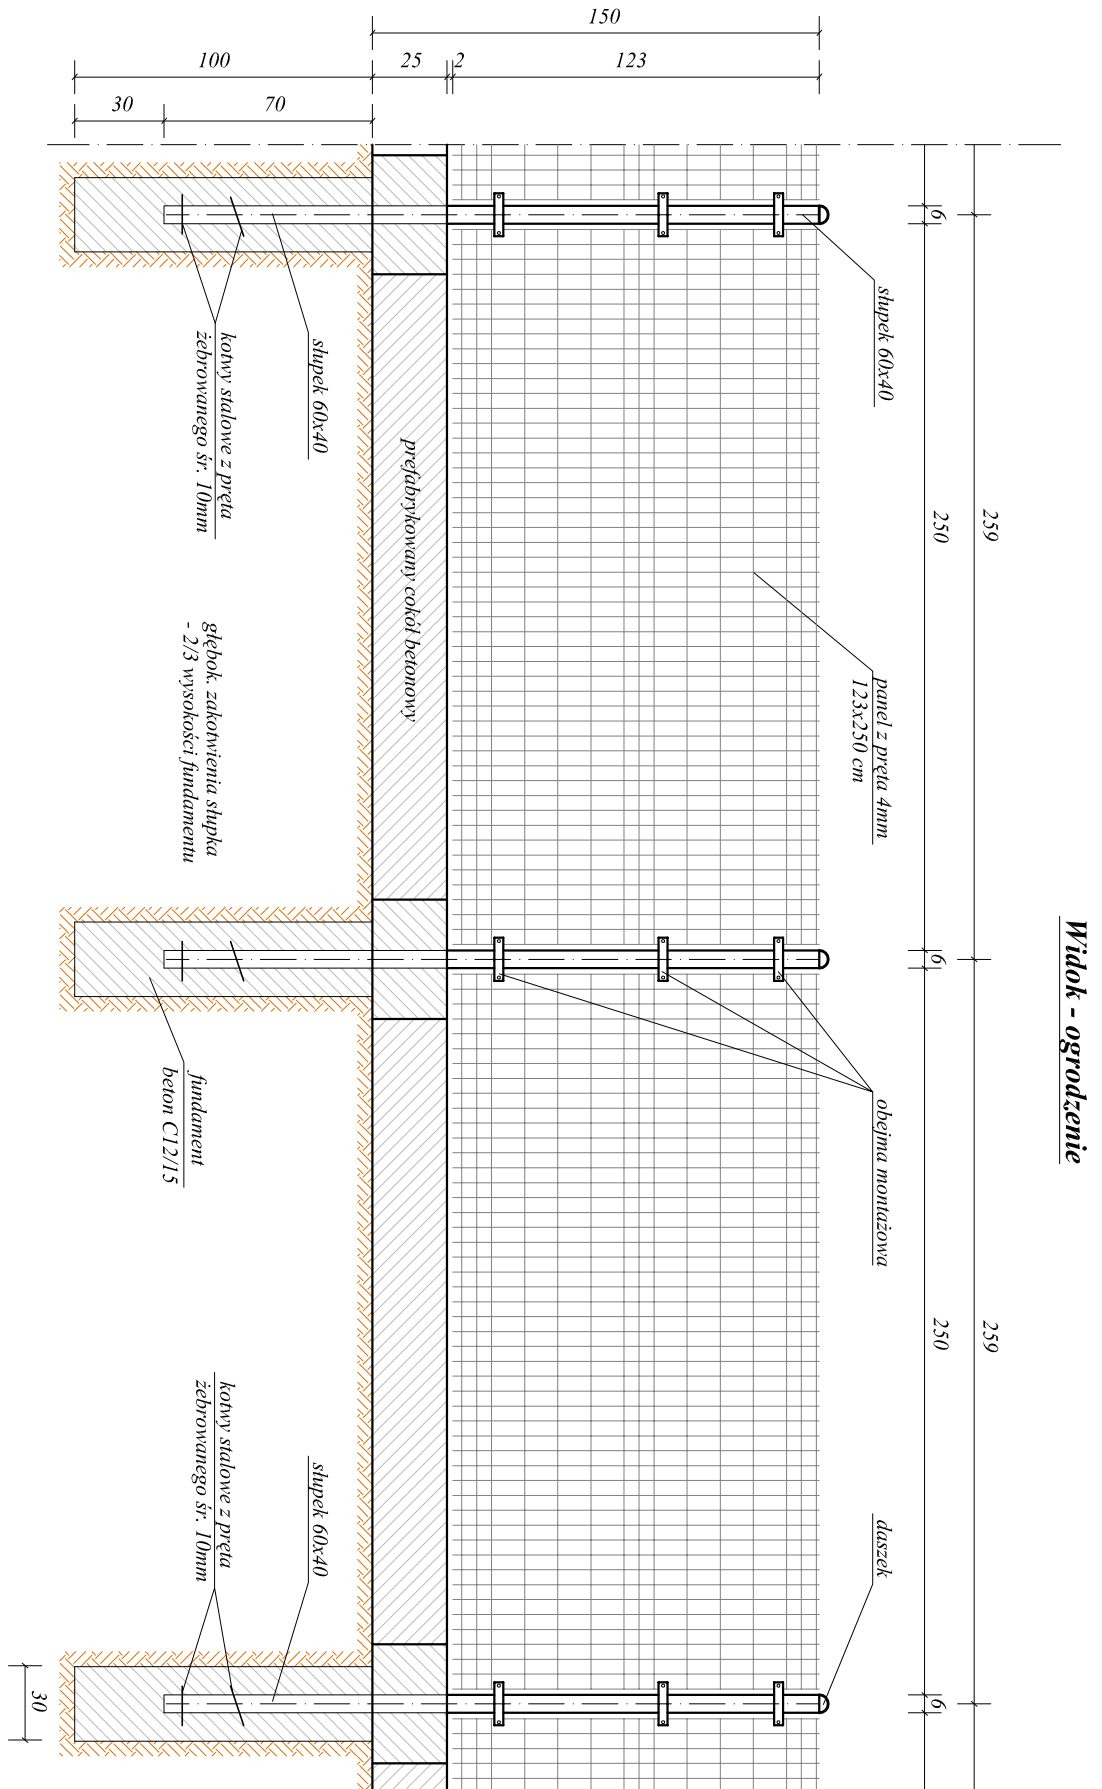 Widok - ogrodzenie
259
259
250
250
6
6
6
słupek 60x40
panel z pręta 4mm
123x250 cm
obejma montażowa
daszek
150
123
2
25
100
70
30
prefabrykowany cokół betonowy
słupek 60x40
kotwy stalowe z pręta
żebrowanego śr. 10mm
głębok. zakotwienia słupka
- 2/3 wysokości fundamentu
fundament
beton C12/15
słupek 60x40
kotwy stalowe z pręta
żebrowanego śr. 10mm
30